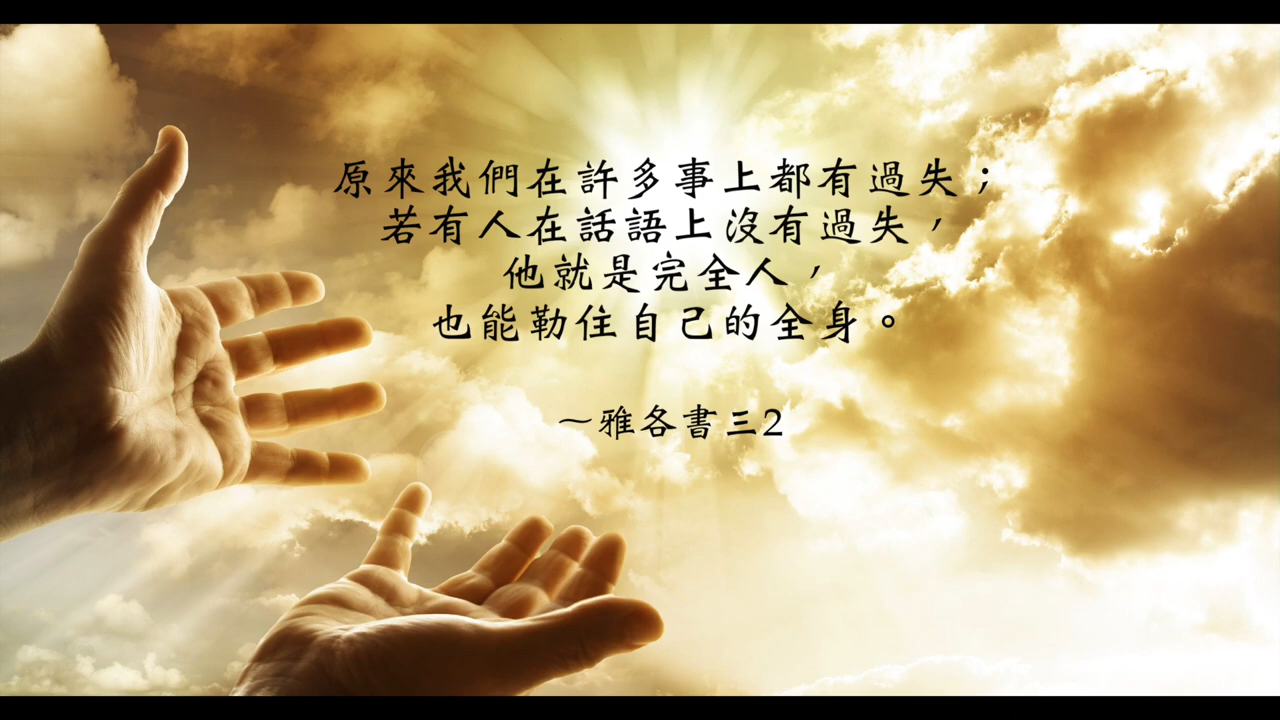 原來我們在許多事上都有過失；
若有人在話語上沒有過失，
他就是完全人，
也能勒住自己的全身。
～雅各書三2